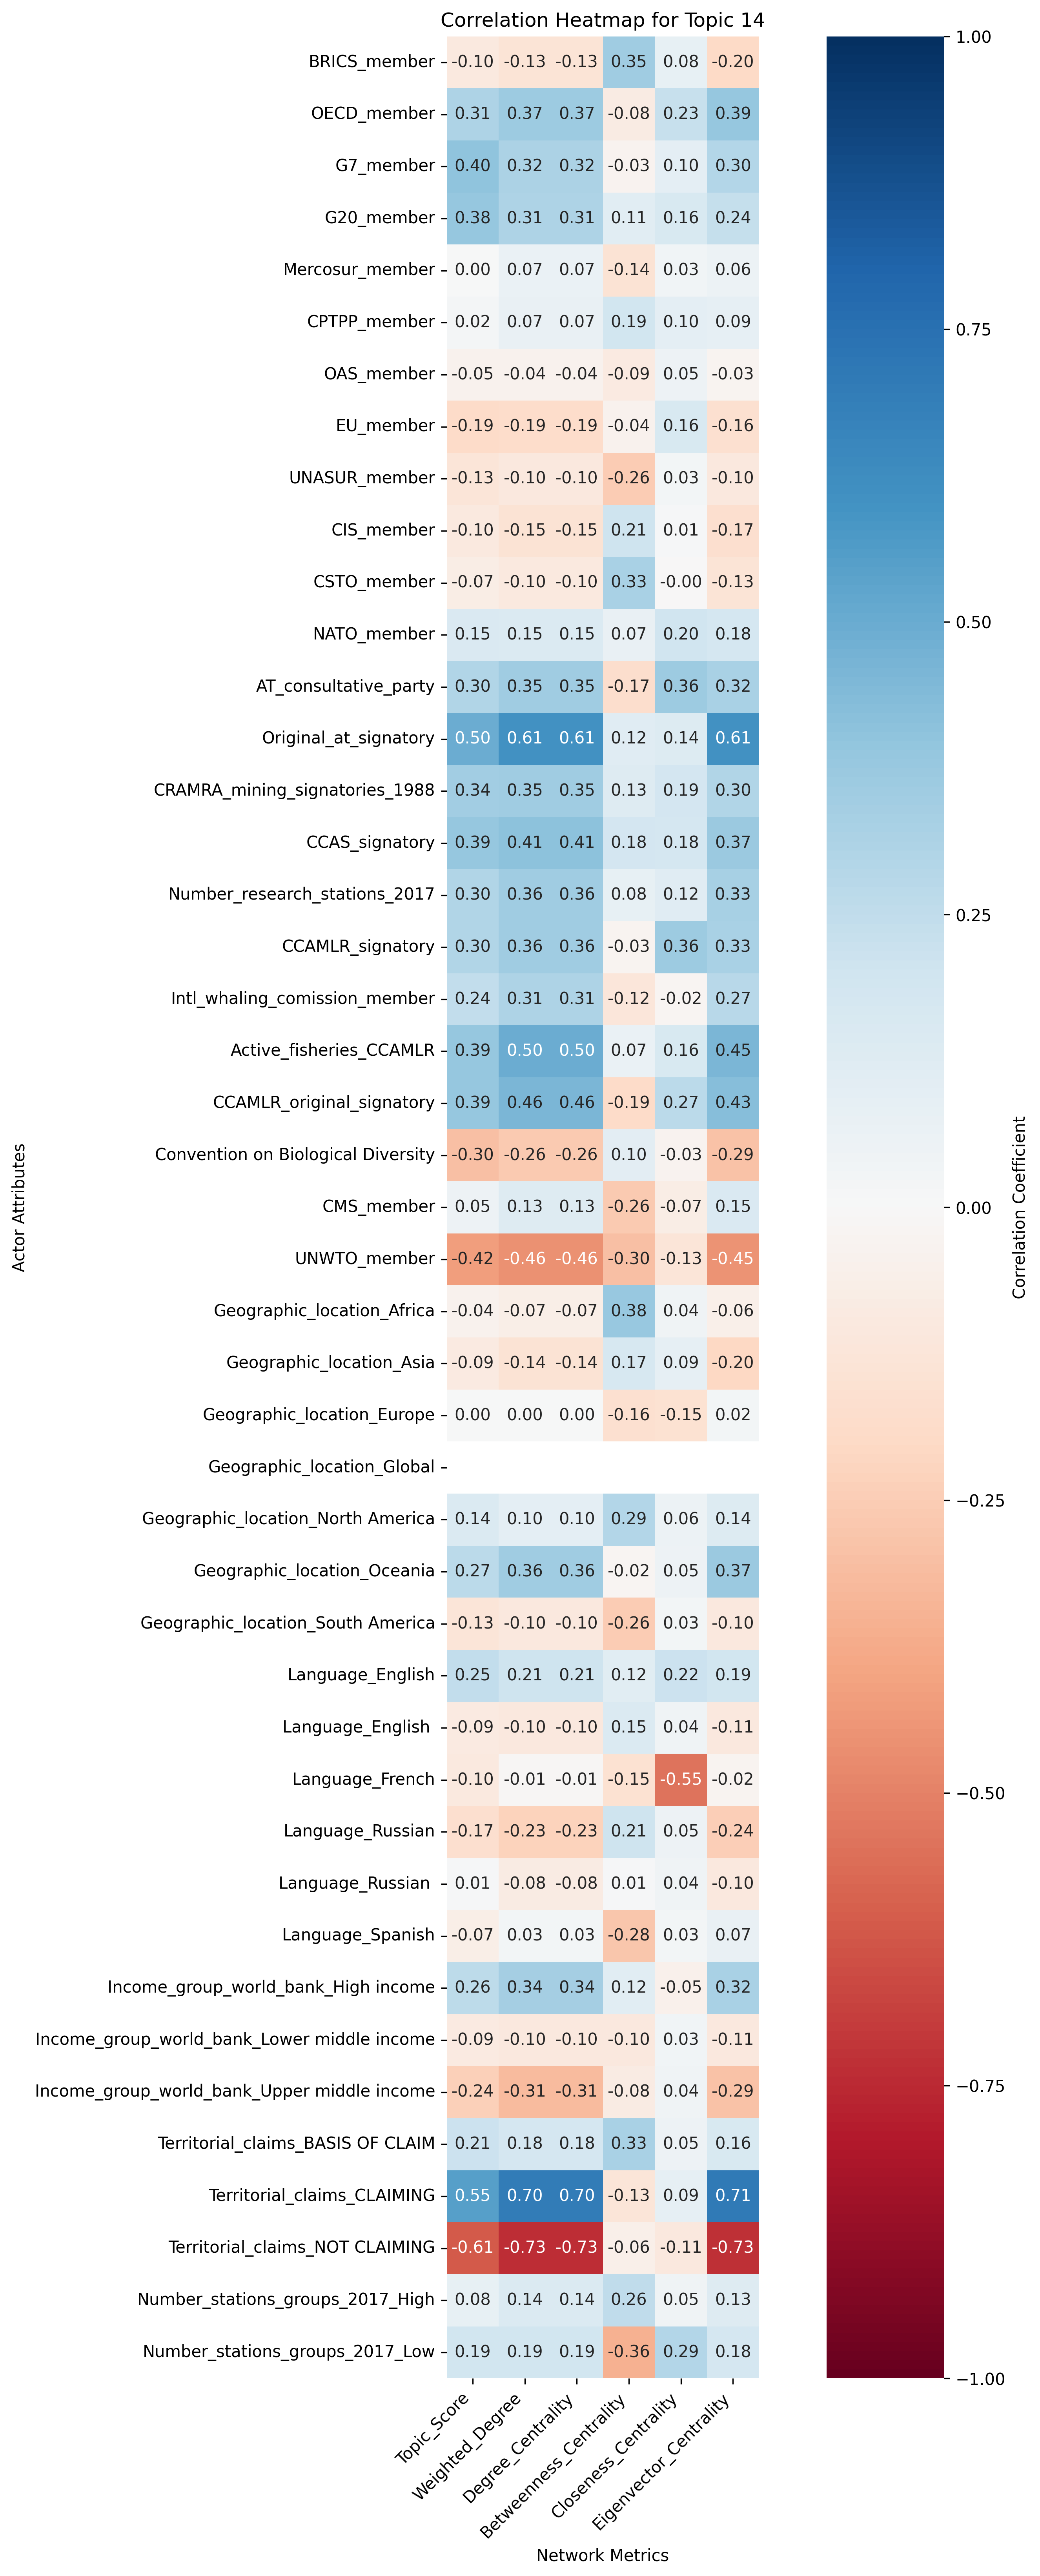 Correlation Heatmap for Topic 14
BRICS_member -0.10 -0.13 -0.13 0.35 0.08 -0.20
OECD_member 0.31 0.37 0.37 -0.08 0.23 0.39
G7_member 0.40 0.32 0.32 -0.03 0.10 0.30
G20_member 0.38 0.31 0.31 0.11 0.16 0.24
Mercosur_member 0.00 0.07 0.07 -0.14 0.03 0.06
CPTPP_member 0.02 0.07 0.07 0.19 0.10 0.09
OAS_member -0.05 -0.04 -0.04 -0.09 0.05 -0.03
EU_member -0.19 -0.19 -0.19 -0.04 0.16 -0.16
UNASUR_member -0.13 -0.10 -0.10 -0.26 0.03 -0.10
CIS_member -0.10 -0.15 -0.15 0.21 0.01 -0.17
CSTO_member -0.07 -0.10 -0.10 0.33 -0.00 -0.13
NATO_member 0.15 0.15 0.15 0.07 0.20 0.18
AT_consultative_party 0.30 0.35 0.35 -0.17 0.36 0.32
Original_at_signatory 0.50 0.61 0.61 0.12 0.14 0.61
CRAMRA_mining_signatories_1988 0.34 0.35 0.35 0.13 0.19 0.30
CCAS_signatory 0.39 0.41 0.41 0.18 0.18 0.37
Number_research_stations_2017 0.30 0.36 0.36 0.08 0.12 0.33
CCAMLR_signatory 0.30 0.36 0.36 -0.03 0.36 0.33
Intl_whaling_comission_member 0.24 0.31 0.31 -0.12 -0.02 0.27
Active_fisheries_CCAMLR 0.39 0.50 0.50 0.07 0.16 0.45
CCAMLR_original_signatory 0.39 0.46 0.46 -0.19 0.27 0.43
Convention on Biological Diversity -0.30 -0.26 -0.26 0.10 -0.03 -0.29
CMS_member 0.05 0.13 0.13 -0.26 -0.07 0.15
UNWTO_member -0.42 -0.46 -0.46 -0.30 -0.13 -0.45
Geographic_location_Africa -0.04 -0.07 -0.07 0.38 0.04 -0.06
Geographic_location_Asia -0.09 -0.14 -0.14 0.17 0.09 -0.20
Geographic_location_Europe 0.00 0.00 0.00 -0.16 -0.15 0.02
Geographic_location_Global
Geographic_location_North America 0.14 0.10 0.10 0.29 0.06 0.14
Geographic_location_Oceania 0.27 0.36 0.36 -0.02 0.05 0.37
Geographic_location_South America -0.13 -0.10 -0.10 -0.26 0.03 -0.10
Language_English 0.25 0.21 0.21 0.12 0.22 0.19
Language_English -0.09 -0.10 -0.10 0.15 0.04 -0.11
Language_French -0.10 -0.01 -0.01 -0.15 -0.55 -0.02
Language_Russian -0.17 -0.23 -0.23 0.21 0.05 -0.24
Language_Russian 0.01 -0.08 -0.08 0.01 0.04 -0.10
Language_Spanish -0.07 0.03 0.03 -0.28 0.03 0.07
Income_group_world_bank_High income 0.26 0.34 0.34 0.12 -0.05 0.32
Income_group_world_bank_Lower middle income -0.09 -0.10 -0.10 -0.10 0.03 -0.11
Income_group_world_bank_Upper middle income -0.24 -0.31 -0.31 -0.08 0.04 -0.29
Territorial_claims_BASIS OF CLAIM 0.21 0.18 0.18 0.33 0.05 0.16
Territorial_claims_CLAIMING 0.55 0.70 0.70 -0.13 0.09 0.71
Territorial_claims_NOT CLAIMING -0.61 -0.73 -0.73 -0.06 -0.11 -0.73
Number_stations_groups_2017_High 0.08 0.14 0.14 0.26 0.05 0.13
Number_stations_groups_2017_Low 0.19 0.19 0.19 -0.36 0.29 0.18
Actor Attributes
Topic_Score
Weighted_Degree
Degree_Centrality
Betweenness_Centrality
Closeness_Centrality
Eigenvector_Centrality
Network Metrics
1.00
0.75
0.50
0.25
0.00
−0.25
−0.50
−0.75
−1.00
Correlation Coefficient